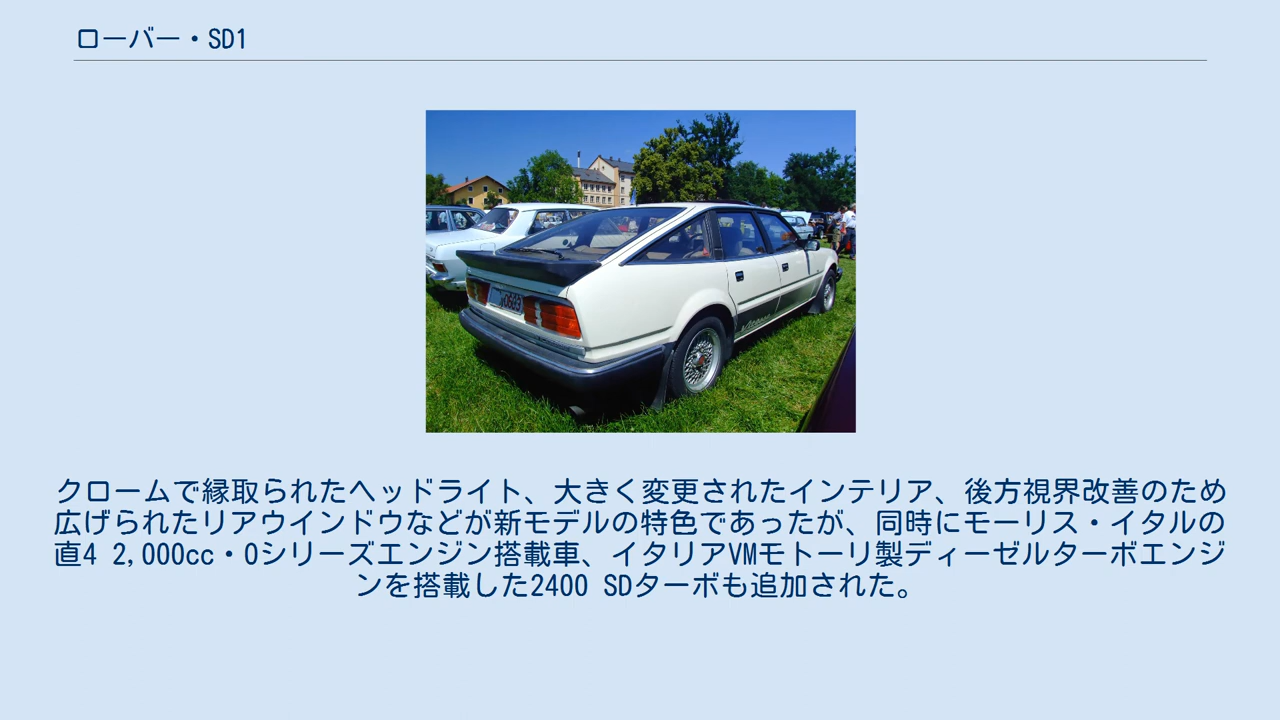 ローバー・SD1
クロームで縁取られたヘッドライト、大きく変更されたインテリア、後方視界改善のため
広げられたリアウインドウなどが新モデルの特色であったが、同時にモーリス・イタルの
直4 2,000cc・Oシリーズエンジン搭載車、イタリアVMモトーリ製ディーゼルターボエンジ
ンを搭載した2400 SDターボも追加された。